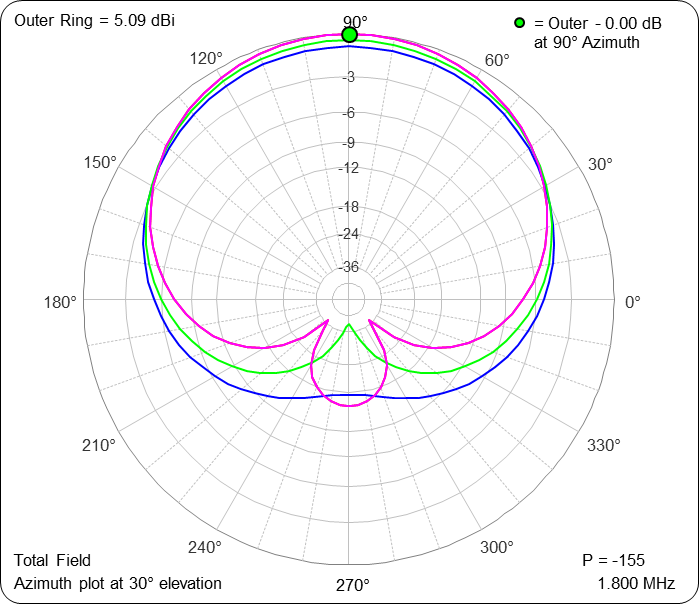 Outer Ring = 5.09 dBi
90°
= Outer - 0.00 dB
at 90° Azimuth
120°
60°
-3
-6
-9
-12
-18
-24
-36
150°
30°
180°
0°
210°
330°
240°
300°
270°
Total Field
Azimuth plot at 30° elevation
P = -155
1.800 MHz